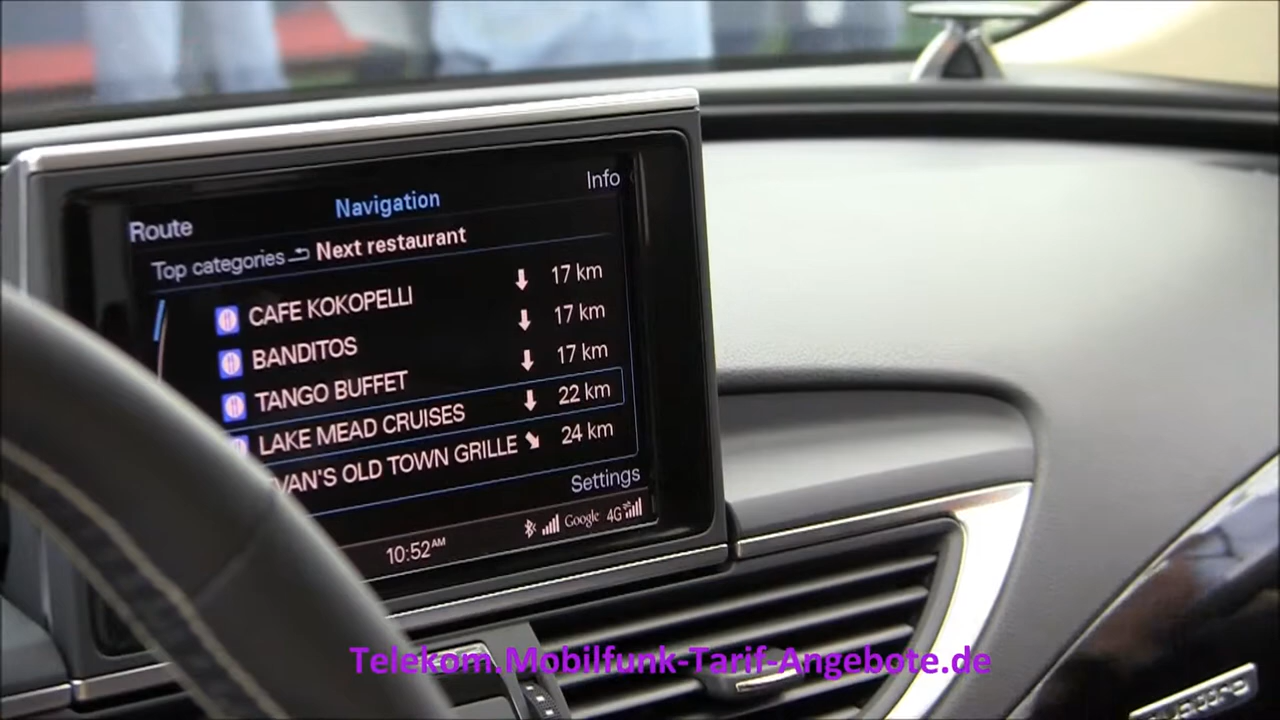 Info
Navigation
Route
Top categories Next restaurant
CAFE KOKOPELLI 17 km
BANDITOS 17 km
TANGO BUFFET 17 km
LAKE MEAD CRUISES 22 km
EVAN'S OLD TOWN GRILLE 24 km
Settings
10:52AM Google 4G
Telekom.Mobilfunk-Tarif-Angebote.de
quattro